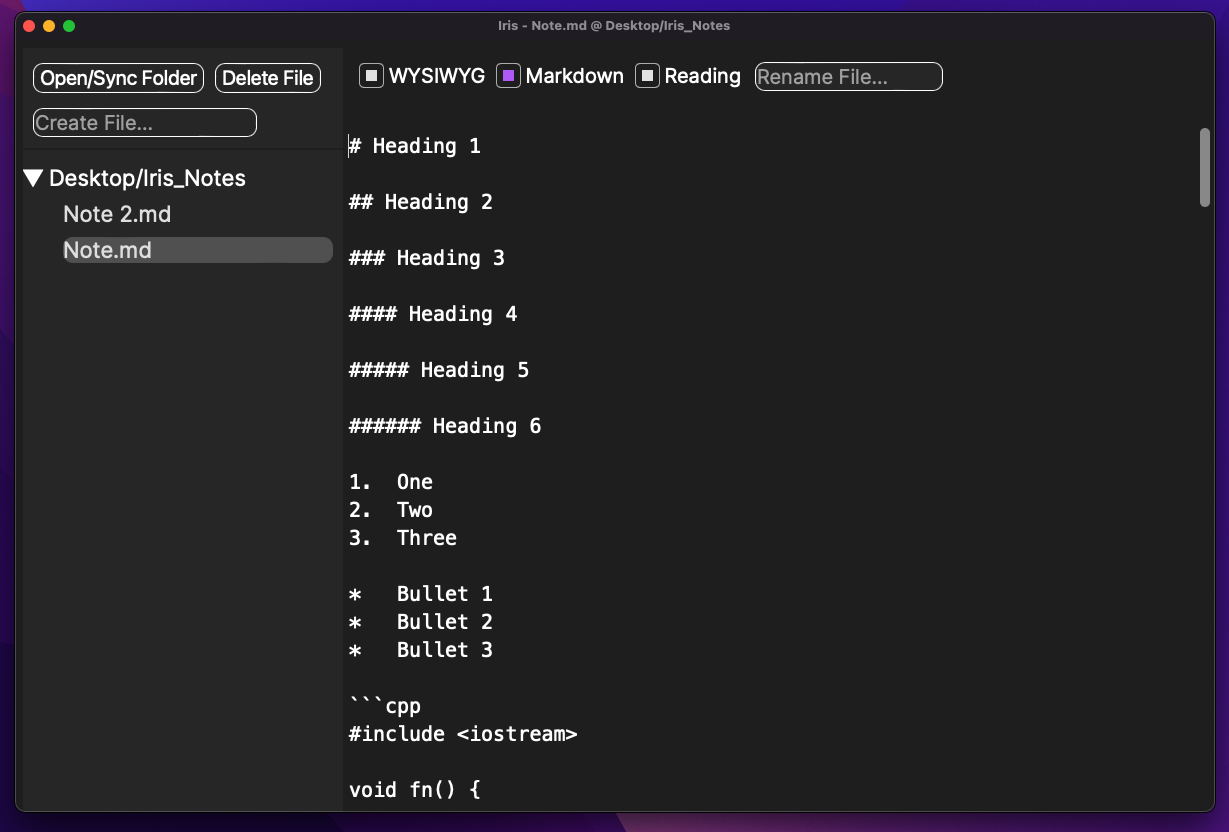 Iris - Note.md @ Desktop/Iris_Notes
Open/Sync Folder Delete File
Create File...
▼ Desktop/Iris_Notes
Note 2.md
Note.md
WYSIWYG Markdown Reading Rename File...
# Heading 1
## Heading 2
### Heading 3
#### Heading 4
##### Heading 5
###### Heading 6
1.  One
2.  Two
3.  Three
*   Bullet 1
*   Bullet 2
*   Bullet 3
```cpp
#include <iostream>
void fn() {